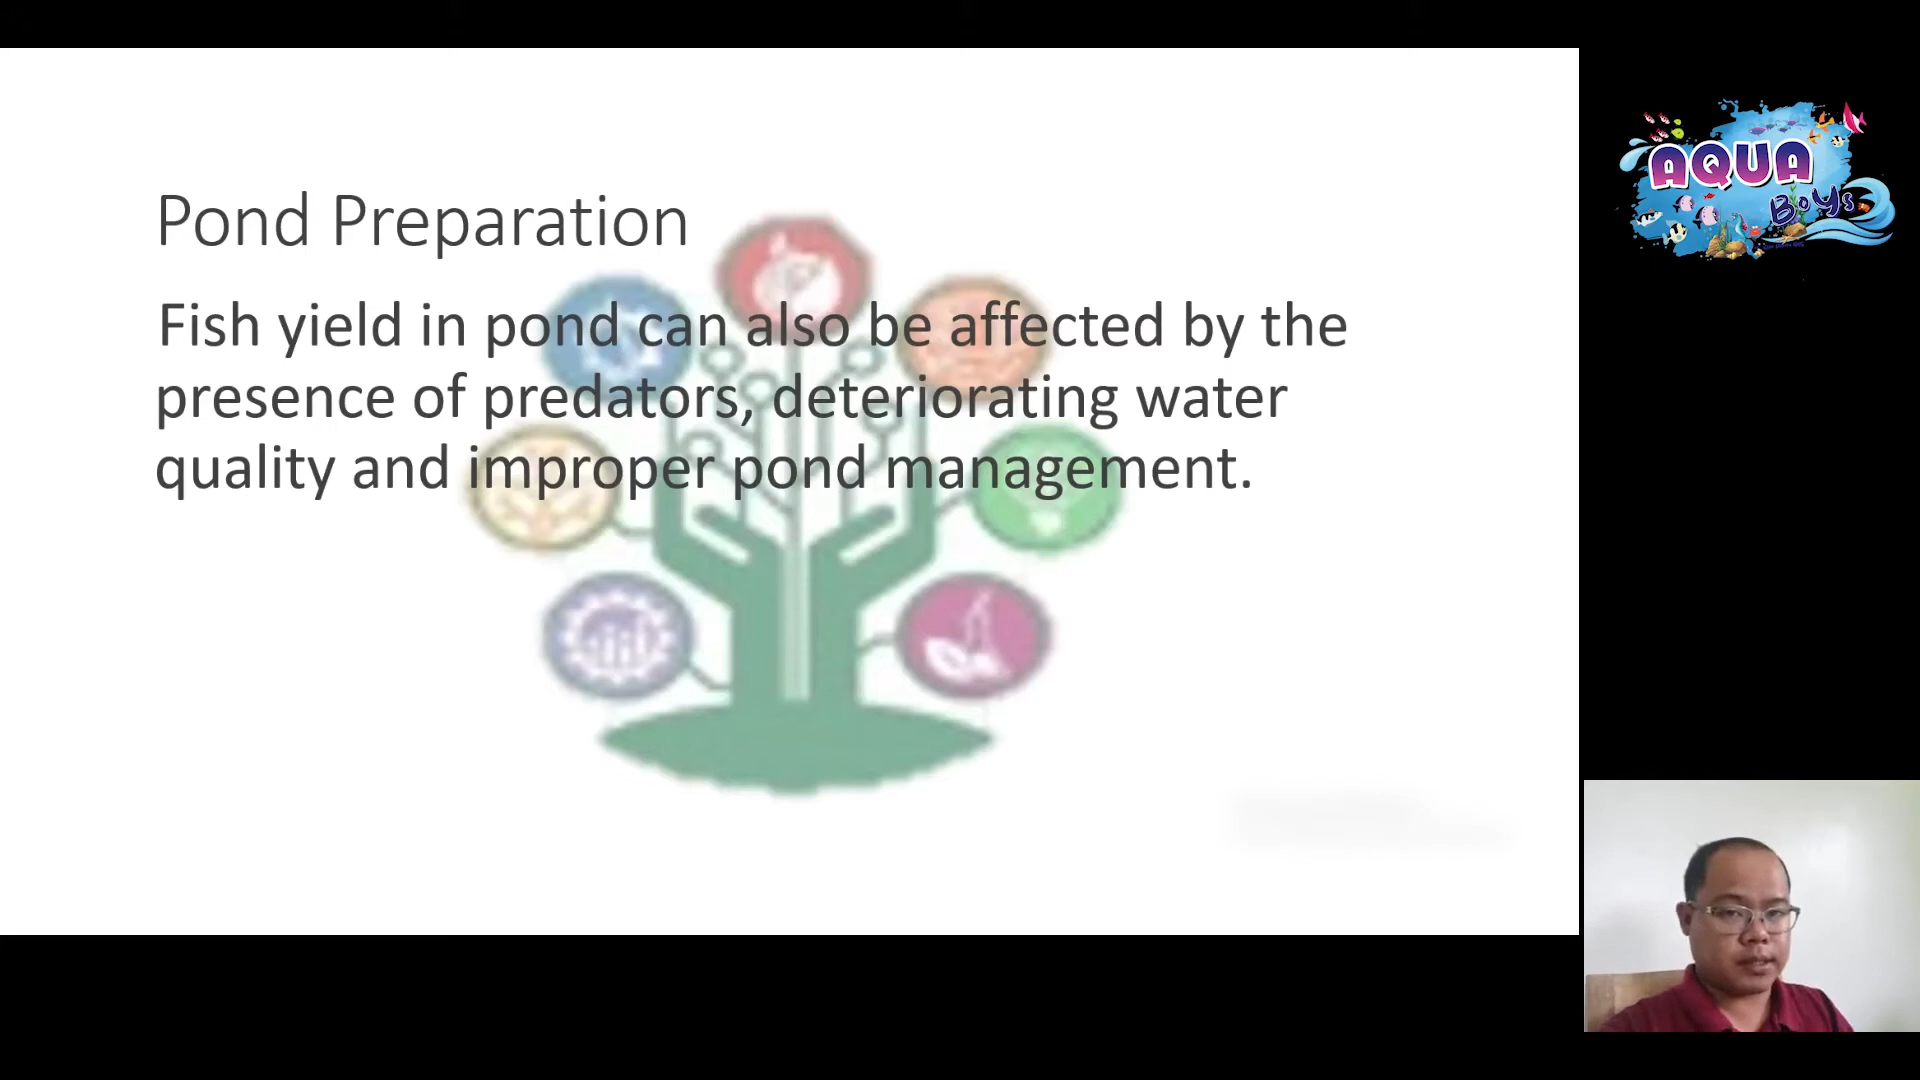 Pond Preparation
Fish yield in pond can also be affected by the
presence of predators, deteriorating water
quality and improper pond management.
AQUA
Boys